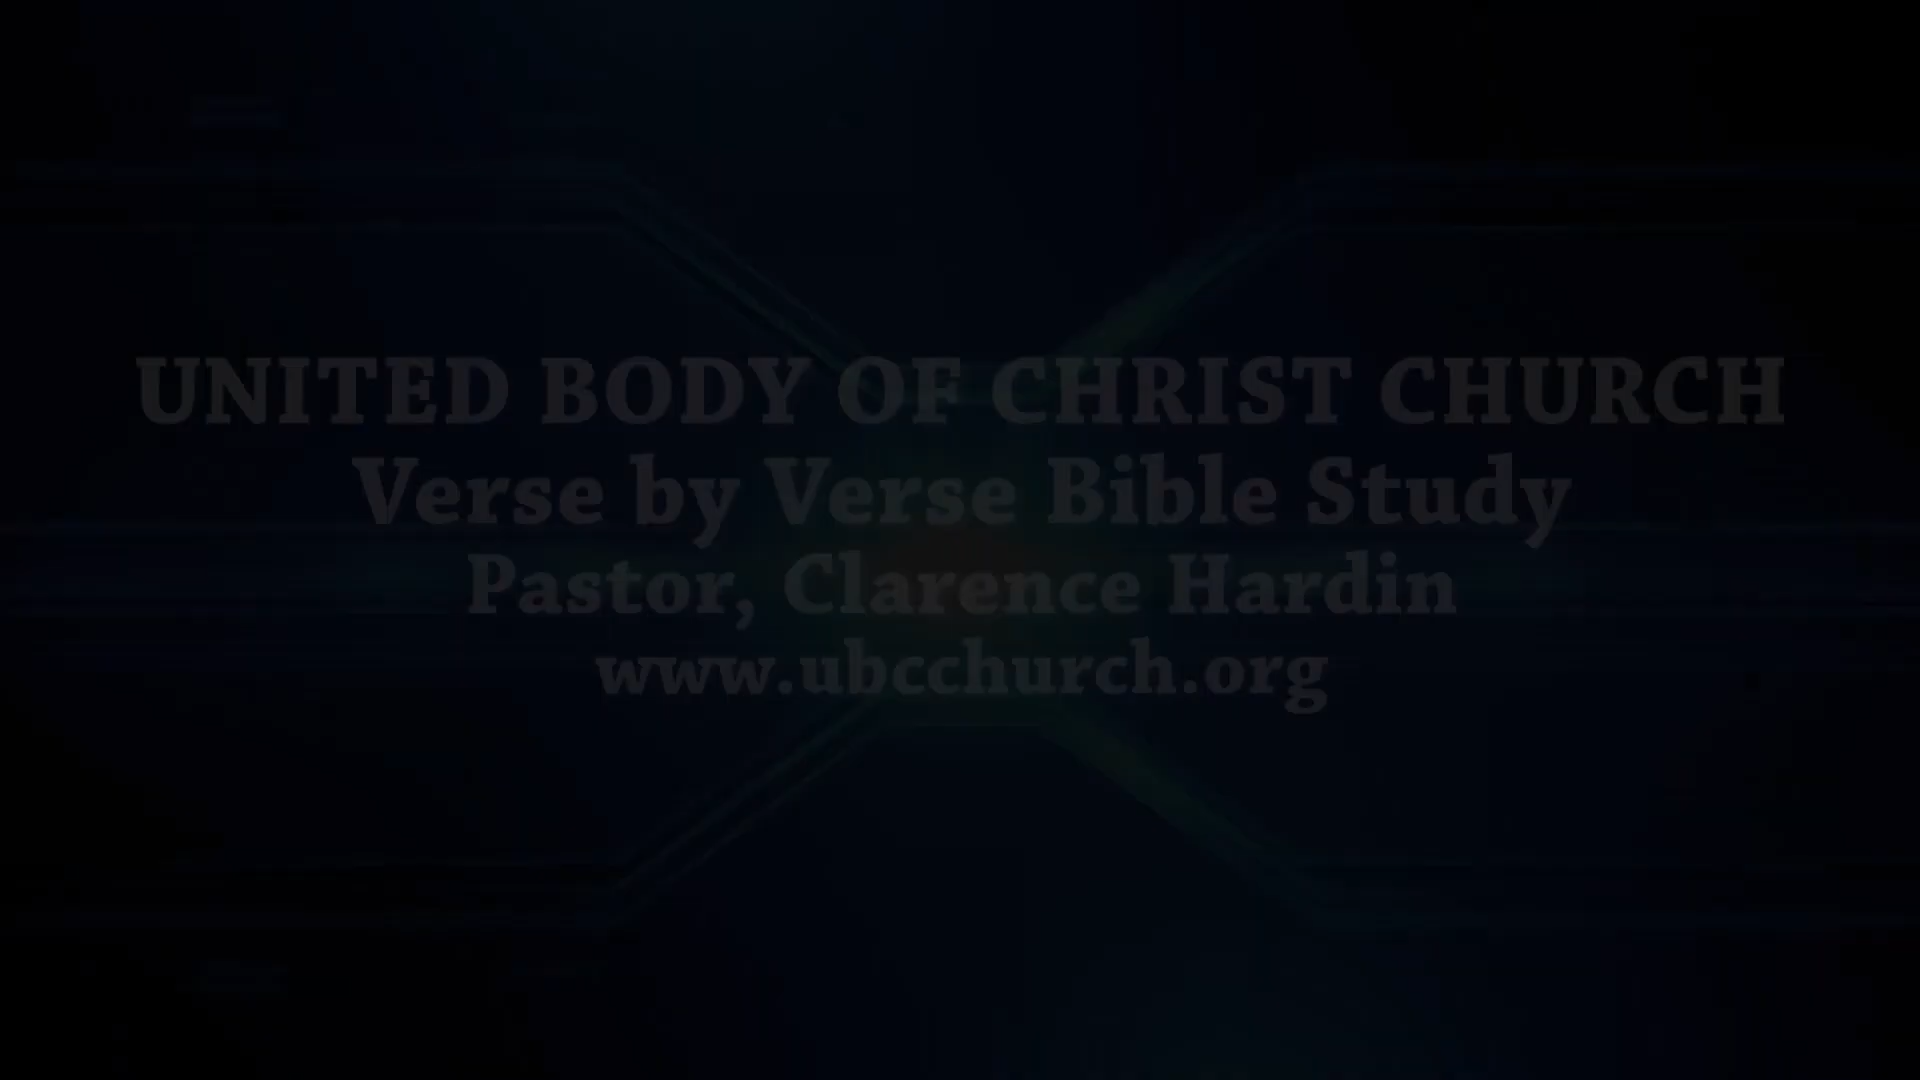 UNITED BODY OF CHRIST CHURCH
Verse by Verse Bible Study
Pastor, Clarence Hardin
www.ubcchurch.org